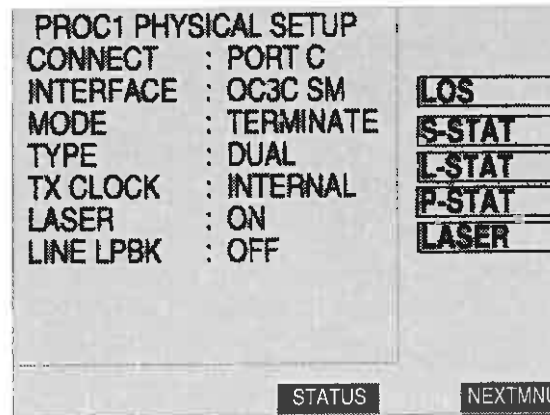 PROC1 PHYSICAL SETUP
CONNECT : PORT C
INTERFACE : OC3C SM
MODE : TERMINATE
TYPE : DUAL
TX CLOCK : INTERNAL
LASER : ON
LINE LPBK : OFF
LOS
S-STAT
L-STAT
P-STAT
LASER
STATUS
NEXTMNU